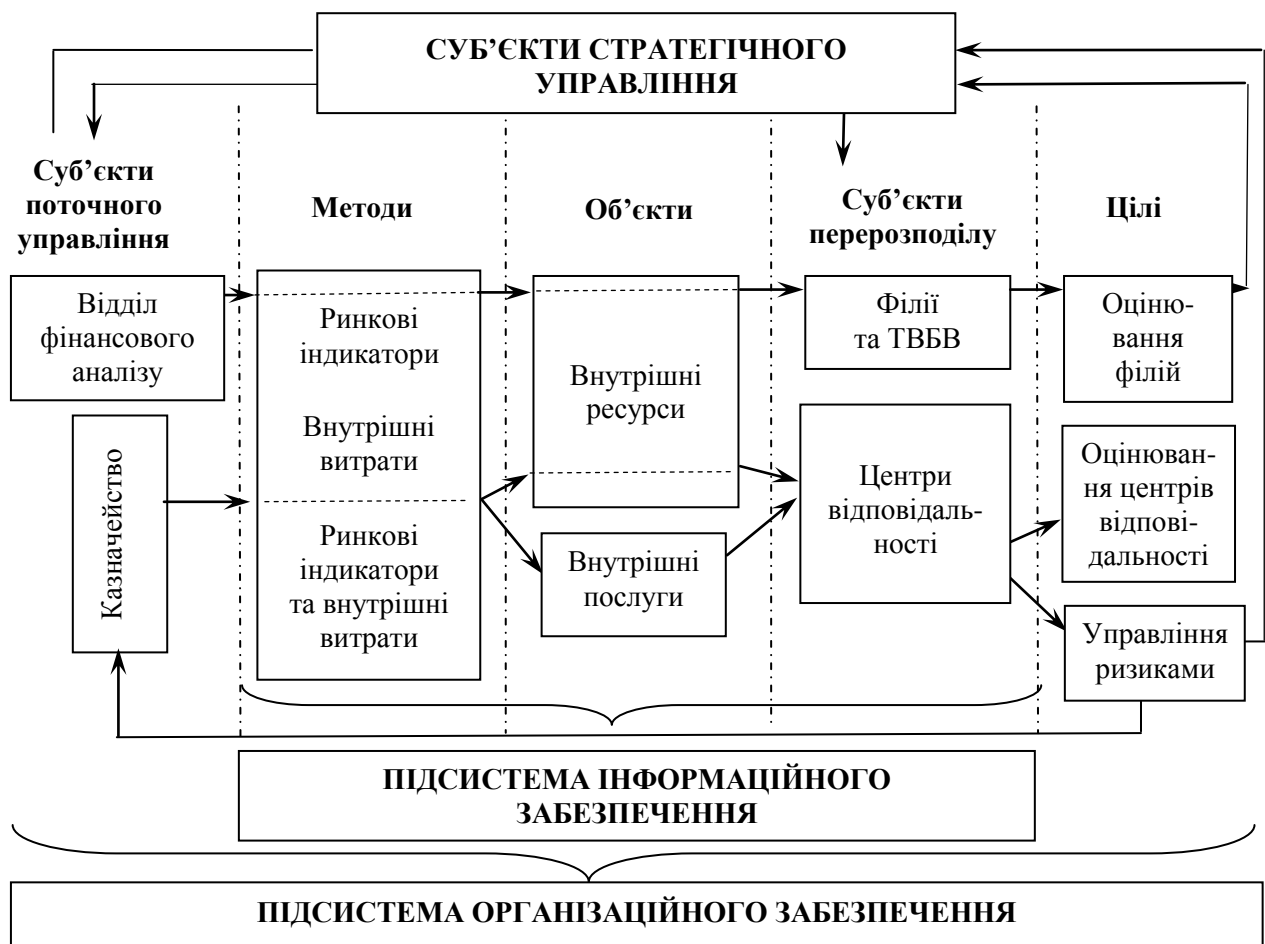 СУБ’ЄКТИ СТРАТЕГІЧНОГО
УПРАВЛІННЯ
Суб’єкти
поточного
управління
Методи
Об’єкти
Суб’єкти
перерозподілу
Цілі
Відділ
фінансового
аналізу
Казначейство
Ринкові
індикатори
Внутрішні
витрати
Ринкові
індикатори
та внутрішні
витрати
Внутрішні
ресурси
Внутрішні
послуги
Філії
та ТВБВ
Центри
відповідаль-
ності
Оціню-
вання
філій
Оцінюван-
ня центрів
відпові-
дальності
Управління
ризиками
ПІДСИСТЕМА ІНФОРМАЦІЙНОГО
ЗАБЕЗПЕЧЕННЯ
ПІДСИСТЕМА ОРГАНІЗАЦІЙНОГО ЗАБЕЗПЕЧЕННЯ